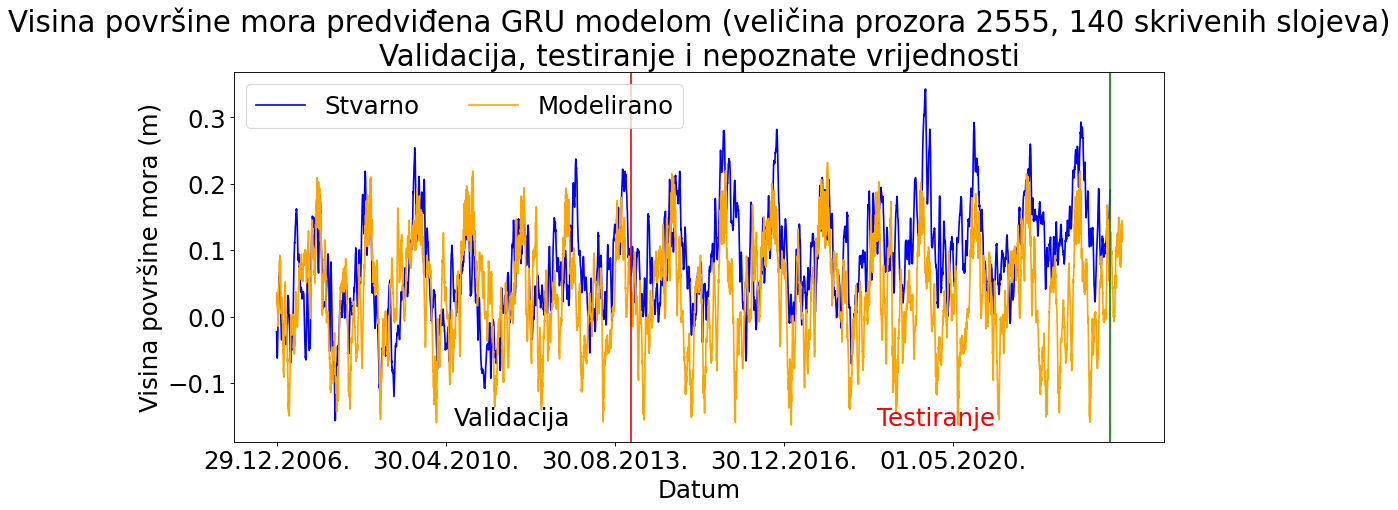 Visina površine mora predviđena GRU modelom (veličina prozora 2555, 140 skrivenih slojeva)
Validacija, testiranje i nepoznate vrijednosti
Stvarno
Modelirano
Visina površine mora (m)
0.3
0.2
0.1
0.0
−0.1
Validacija
Testiranje
29.12.2006.
30.04.2010.
30.08.2013.
30.12.2016.
01.05.2020.
Datum